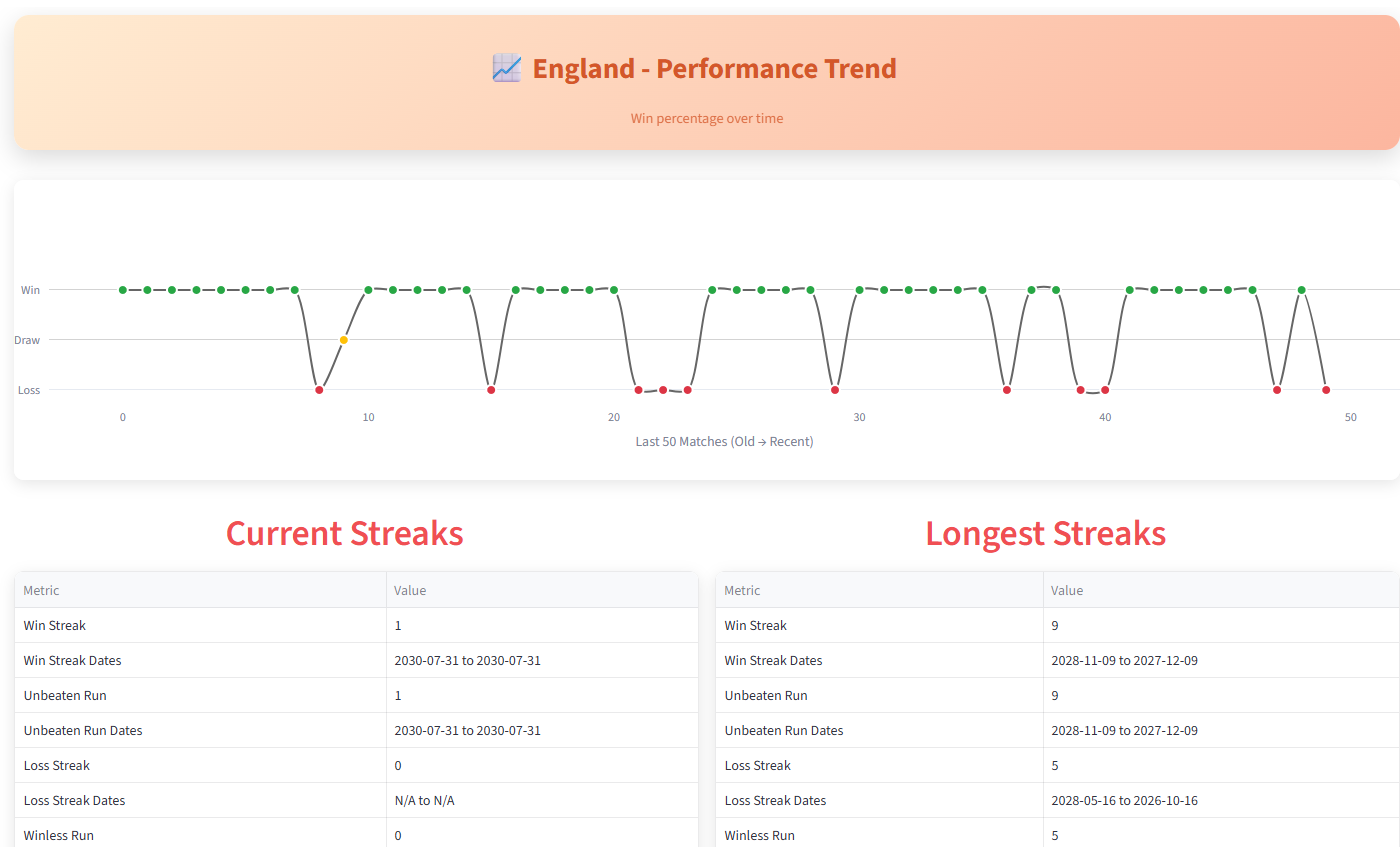 📈 England - Performance Trend
Win percentage over time
Win
Draw
Loss
0 10 20 30 40 50
Last 50 Matches (Old → Recent)
Current Streaks
Metric Value
Win Streak 1
Win Streak Dates 2030-07-31 to 2030-07-31
Unbeaten Run 1
Unbeaten Run Dates 2030-07-31 to 2030-07-31
Loss Streak 0
Loss Streak Dates N/A to N/A
Winless Run 0
Longest Streaks
Metric Value
Win Streak 9
Win Streak Dates 2028-11-09 to 2027-12-09
Unbeaten Run 9
Unbeaten Run Dates 2028-11-09 to 2027-12-09
Loss Streak 5
Loss Streak Dates 2028-05-16 to 2026-10-16
Winless Run 5